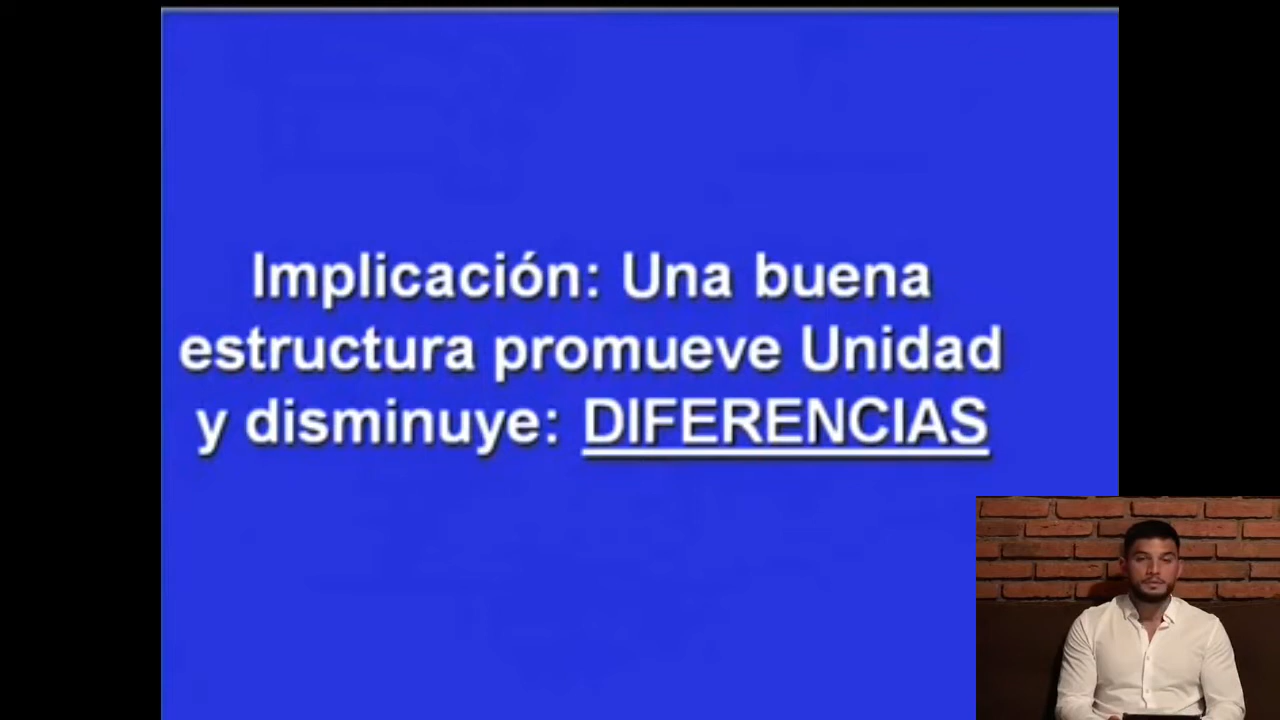 Implicación: Una buena
estructura promueve Unidad
y disminuye: DIFERENCIAS